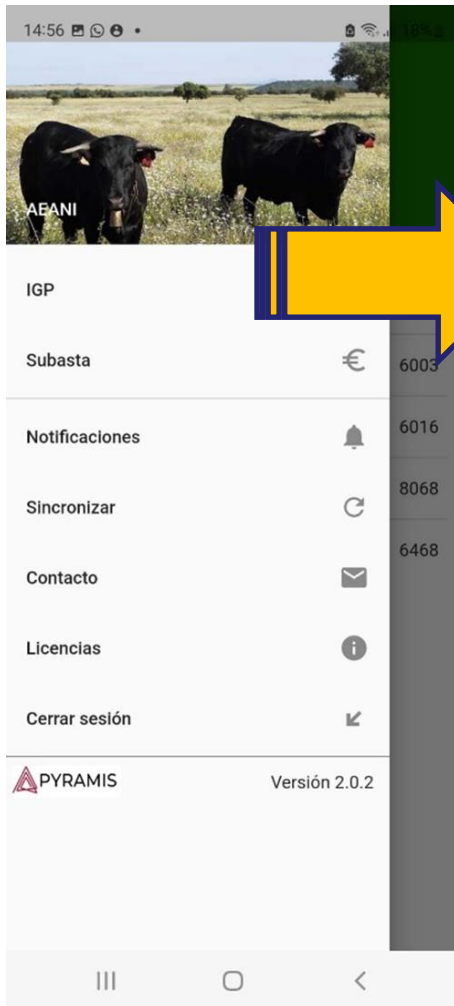 14:56
18%
AEANI
IGP
Subasta
6003
Notificaciones
6016
Sincronizar
8068
Contacto
6468
Licencias
Cerrar sesión
PYRAMIS
Versión 2.0.2